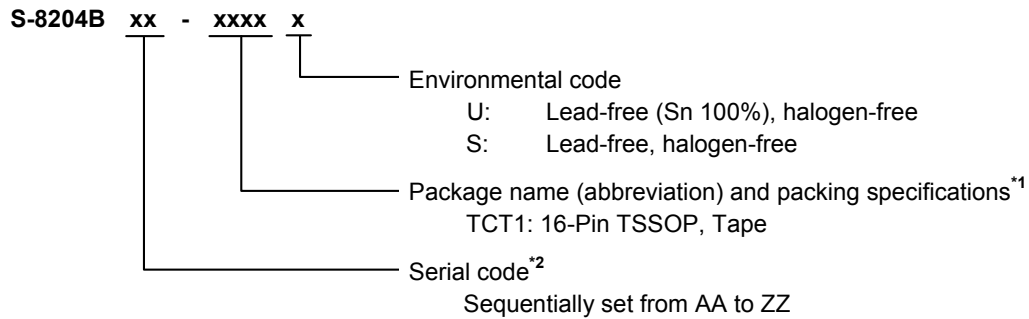 S-8204B xx - xxxx x
Environmental code
U: Lead-free (Sn 100%), halogen-free
S: Lead-free, halogen-free
Package name (abbreviation) and packing specifications*1
TCT1: 16-Pin TSSOP, Tape
Serial code*2
Sequentially set from AA to ZZ